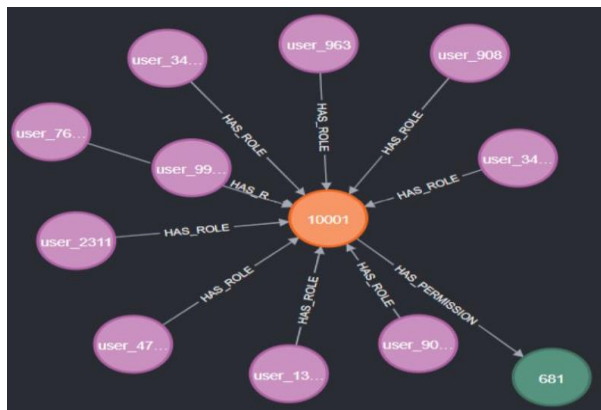 user_34...
user_963
user_908
user_76...
user_99...
user_34...
user_2311
user_47...
user_13...
user_90...
10001
681
HAS_ROLE
HAS_ROLE
HAS_ROLE
HAS_ROLE
HAS_R...
HAS_ROLE
HAS_ROLE
HAS_ROLE
HAS_ROLE
HAS_PERMISSION